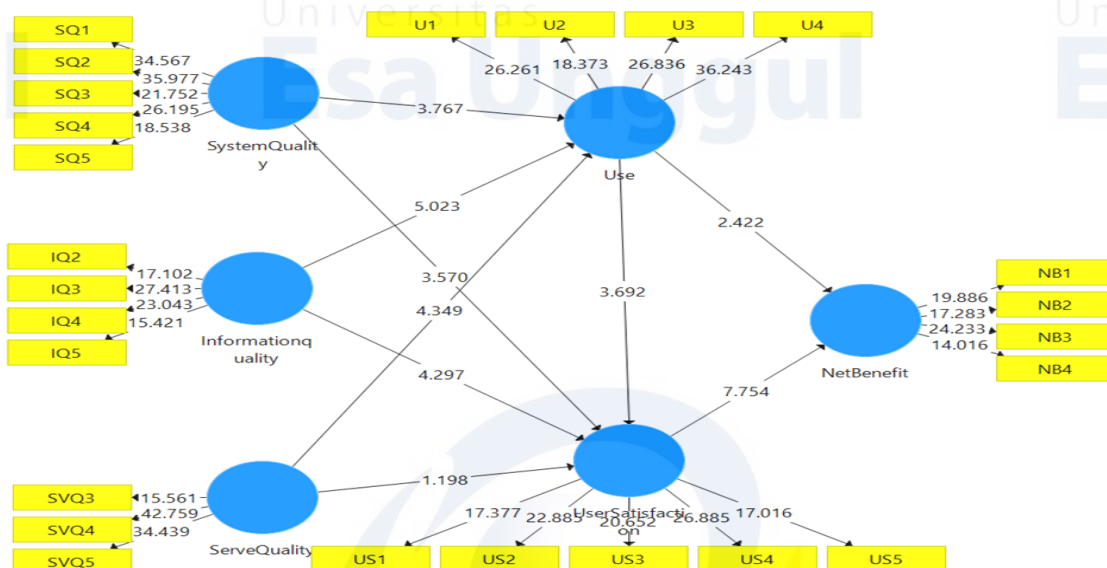 Universitas
Esa Unggul
SQ1
SQ2
SQ3
SQ4
SQ5
34.567
35.977
21.752
26.195
18.538
SystemQualit
y
U1
U2
U3
U4
26.261
18.373
26.836
36.243
Use
3.767
5.023
3.570
4.349
4.297
1.198
3.692
2.422
7.754
IQ2
IQ3
IQ4
IQ5
17.102
27.413
23.043
15.421
Informationq
uality
NB1
NB2
NB3
NB4
19.886
17.283
24.233
14.016
NetBenefit
SVQ3
SVQ4
SVQ5
15.561
42.759
34.439
ServeQuality
UserSatisfacti
on
17.377
22.885
20.652
26.885
17.016
US1
US2
US3
US4
US5